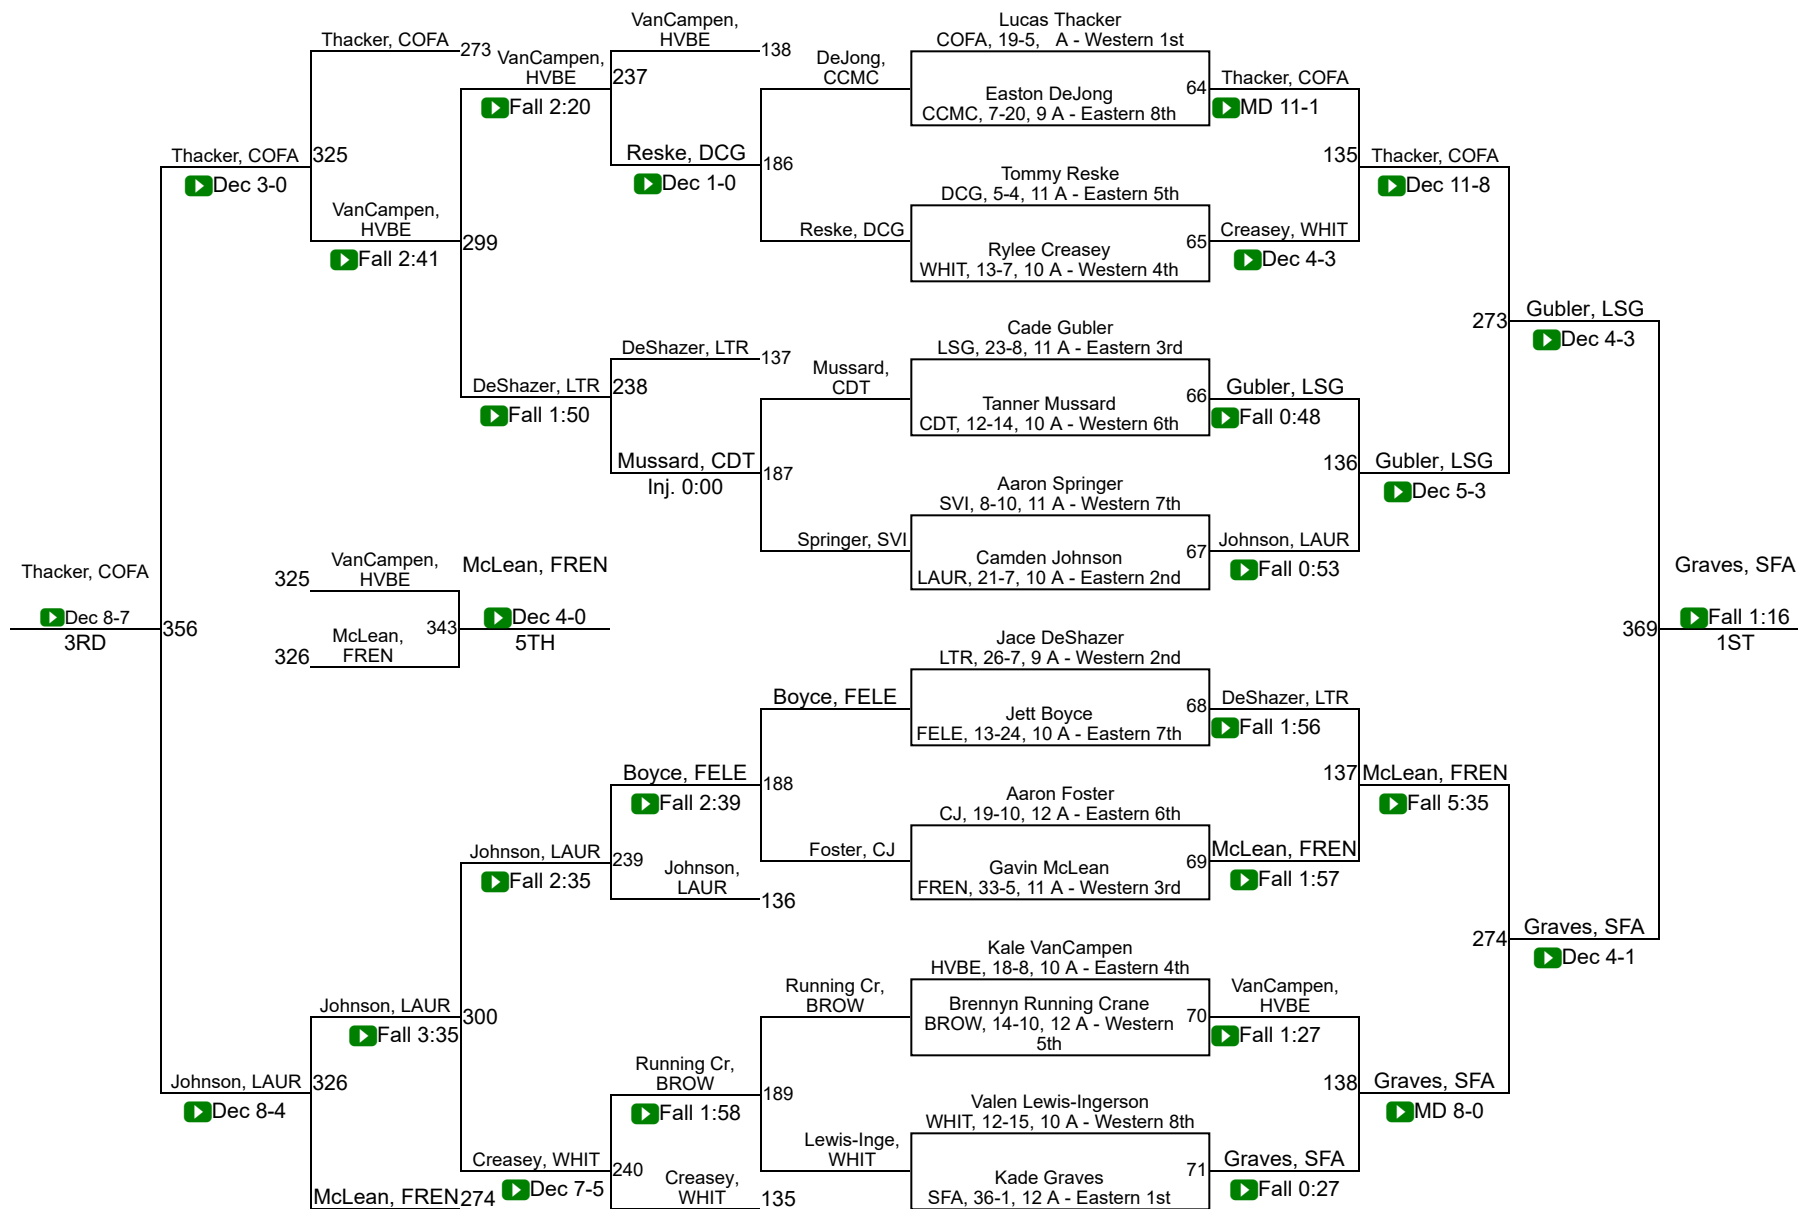 Thacker, COFA
273
VanCampen,
HVBE
Fall 2:20
VanCampen,
HVBE
138
237
DeJong,
CCMC
Lucas Thacker
COFA, 19-5, A - Western 1st
Easton DeJong
CCMC, 7-20, 9 A - Eastern 8th
64
Thacker, COFA
MD 11-1
Thacker, COFA
Dec 3-0
325
Reske, DCG
Dec 1-0
186
135
Thacker, COFA
Dec 11-8
Tommy Reske
DCG, 5-4, 11 A - Eastern 5th
VanCampen,
HVBE
Fall 2:41
299
Reske, DCG
Rylee Creasey
WHIT, 13-7, 10 A - Western 4th
65
Creasey, WHIT
Dec 4-3
273
Gubler, LSG
Dec 4-3
Cade Gubler
LSG, 23-8, 11 A - Eastern 3rd
DeShazer, LTR
137
DeShazer, LTR
Fall 1:50
238
Mussard,
CDT
Tanner Mussard
CDT, 12-14, 10 A - Western 6th
66
Gubler, LSG
Fall 0:48
Mussard, CDT
Inj. 0:00
187
136
Gubler, LSG
Dec 5-3
Aaron Springer
SVI, 8-10, 11 A - Western 7th
Springer, SVI
Camden Johnson
LAUR, 21-7, 10 A - Eastern 2nd
67
Johnson, LAUR
Fall 0:53
Thacker, COFA
Dec 8-7
3RD
356
325
VanCampen,
HVBE
326
McLean,
FREN
343
McLean, FREN
Dec 4-0
5TH
369
Graves, SFA
Fall 1:16
1ST
Jace DeShazer
LTR, 26-7, 9 A - Western 2nd
Boyce, FELE
Jett Boyce
FELE, 13-24, 10 A - Eastern 7th
68
DeShazer, LTR
Fall 1:56
Boyce, FELE
Fall 2:39
188
137
McLean, FREN
Fall 5:35
Aaron Foster
CJ, 19-10, 12 A - Eastern 6th
Johnson, LAUR
Fall 2:35
239
Johnson,
LAUR
136
Foster, CJ
Gavin McLean
FREN, 33-5, 11 A - Western 3rd
69
McLean, FREN
Fall 1:57
274
Graves, SFA
Dec 4-1
Kale VanCampen
HVBE, 18-8, 10 A - Eastern 4th
Johnson, LAUR
Fall 3:35
300
Running Cr,
BROW
Brennyn Running Crane
BROW, 14-10, 12 A - Western
5th
70
VanCampen,
HVBE
Fall 1:27
Johnson, LAUR
Dec 8-4
326
Running Cr,
BROW
Fall 1:58
189
138
Graves, SFA
MD 8-0
Valen Lewis-Ingerson
WHIT, 12-15, 10 A - Western 8th
Lewis-Inge,
WHIT
Kade Graves
SFA, 36-1, 12 A - Eastern 1st
71
Graves, SFA
Fall 0:27
McLean, FREN
274
Creasey, WHIT
Dec 7-5
240
Creasey,
WHIT
135